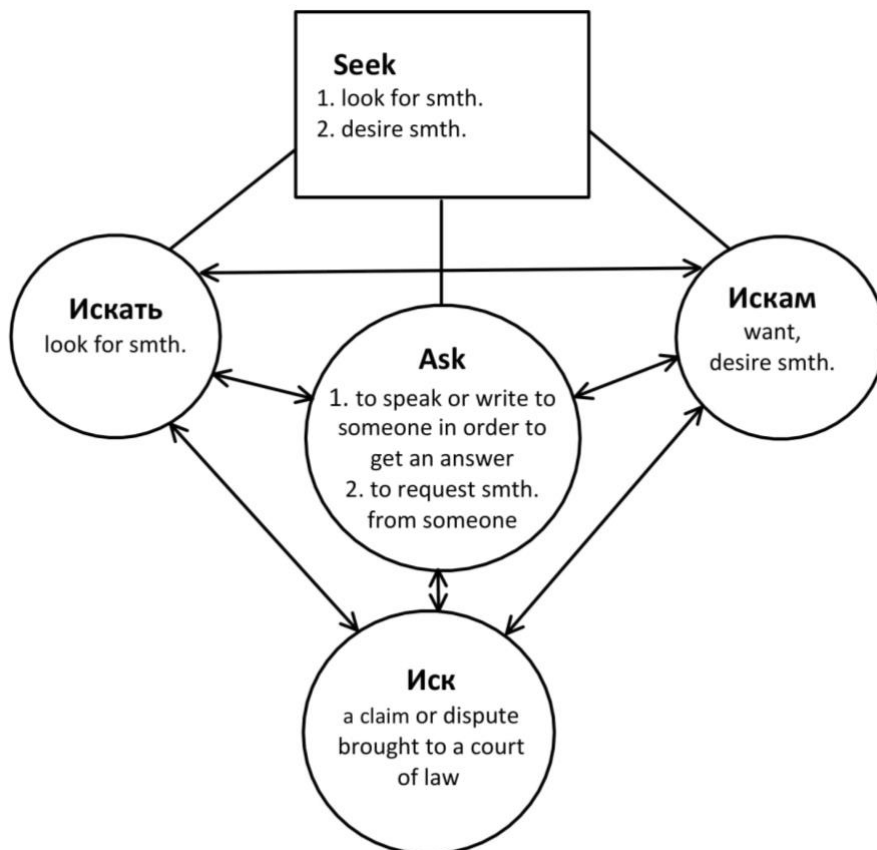 Seek
1. look for smth.
2. desire smth.
Искать
look for smth.
Искам
want,
desire smth.
Ask
1. to speak or write to
someone in order to
get an answer
2. to request smth.
from someone
Иск
a claim or dispute
brought to a court
of law